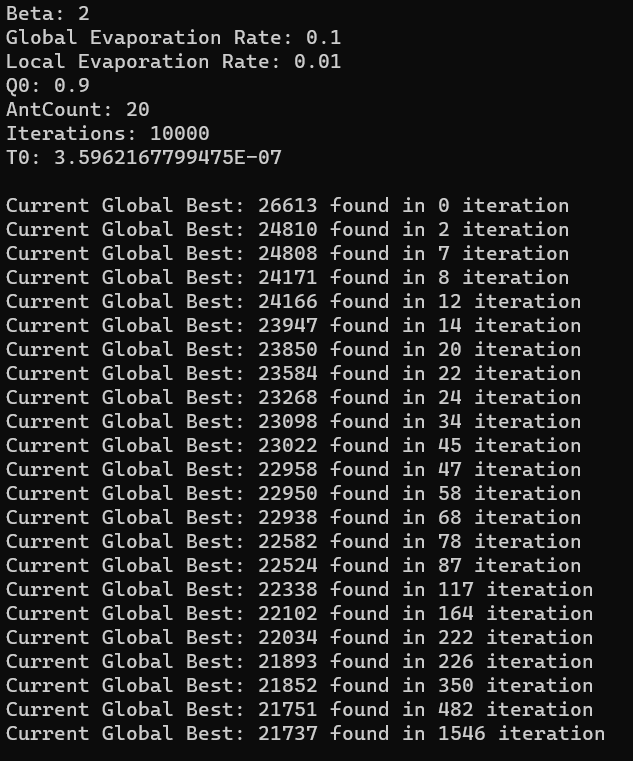 Beta: 2
Global Evaporation Rate: 0.1
Local Evaporation Rate: 0.01
Q0: 0.9
AntCount: 20
Iterations: 10000
T0: 3.5962167799475E-07
Current Global Best: 26613 found in 0 iteration
Current Global Best: 24810 found in 2 iteration
Current Global Best: 24808 found in 7 iteration
Current Global Best: 24171 found in 8 iteration
Current Global Best: 24166 found in 12 iteration
Current Global Best: 23947 found in 14 iteration
Current Global Best: 23850 found in 20 iteration
Current Global Best: 23584 found in 22 iteration
Current Global Best: 23268 found in 24 iteration
Current Global Best: 23098 found in 34 iteration
Current Global Best: 23022 found in 45 iteration
Current Global Best: 22958 found in 47 iteration
Current Global Best: 22950 found in 58 iteration
Current Global Best: 22938 found in 68 iteration
Current Global Best: 22582 found in 78 iteration
Current Global Best: 22524 found in 87 iteration
Current Global Best: 22338 found in 117 iteration
Current Global Best: 22102 found in 164 iteration
Current Global Best: 22034 found in 222 iteration
Current Global Best: 21893 found in 226 iteration
Current Global Best: 21852 found in 350 iteration
Current Global Best: 21751 found in 482 iteration
Current Global Best: 21737 found in 1546 iteration